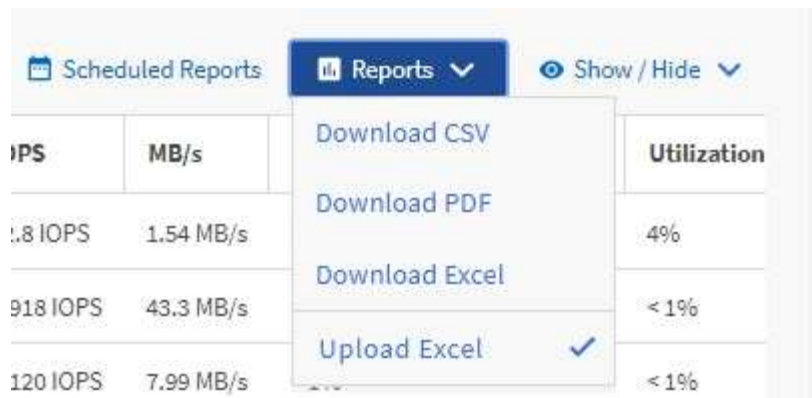 Scheduled Reports Reports Show / Hide
MB/s Utilization
Download CSV
Download PDF
.8 IOPS 1.54 MB/s 4%
Download Excel
918 IOPS 43.3 MB/s < 1%
Upload Excel
120 IOPS 7.99 MB/s < 1%